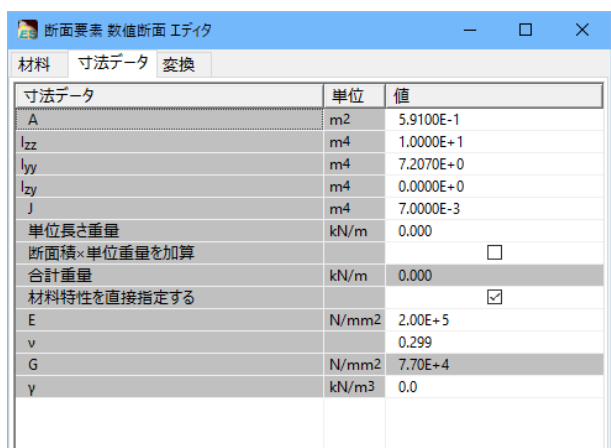 断面要素 数値断面 エディタ
材料 寸法データ 変換
寸法データ 単位 値
A m2 5.9100E-1
Izz m4 1.0000E+1
Iyy m4 7.2070E+0
Izy m4 0.0000E+0
J m4 7.0000E-3
単位長さ重量 kN/m 0.000
断面積×単位重量を加算
合計重量 kN/m 0.000
材料特性を直接指定する
E N/mm2 2.00E+5
ν 0.299
G N/mm2 7.70E+4
γ kN/m3 0.0